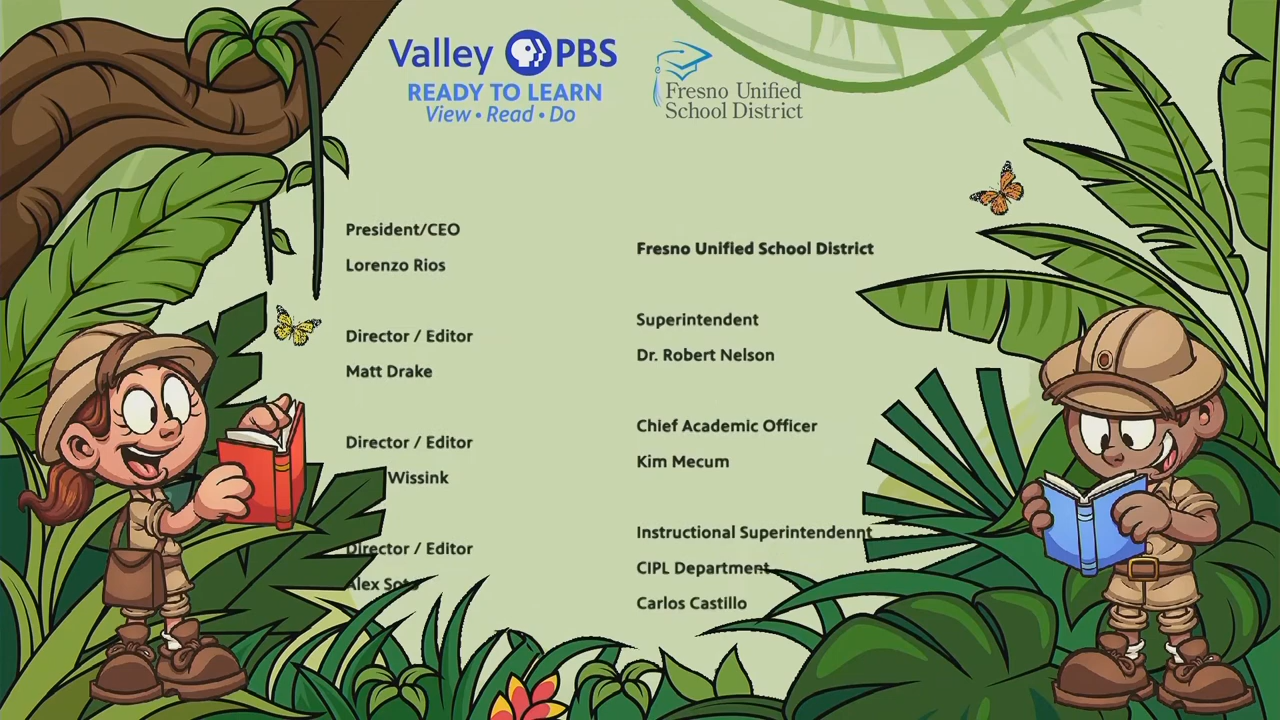 Valley PBS
READY TO LEARN
View • Read • Do
Fresno Unified
School District
President/CEO
Lorenzo Rios
Director / Editor
Matt Drake
Director / Editor
Wissink
Director / Editor
Alex
Fresno Unified School District
Superintendent
Dr. Robert Nelson
Chief Academic Officer
Kim Mecum
Instructional Superintendennt
CIPL Department
Carlos Castillo